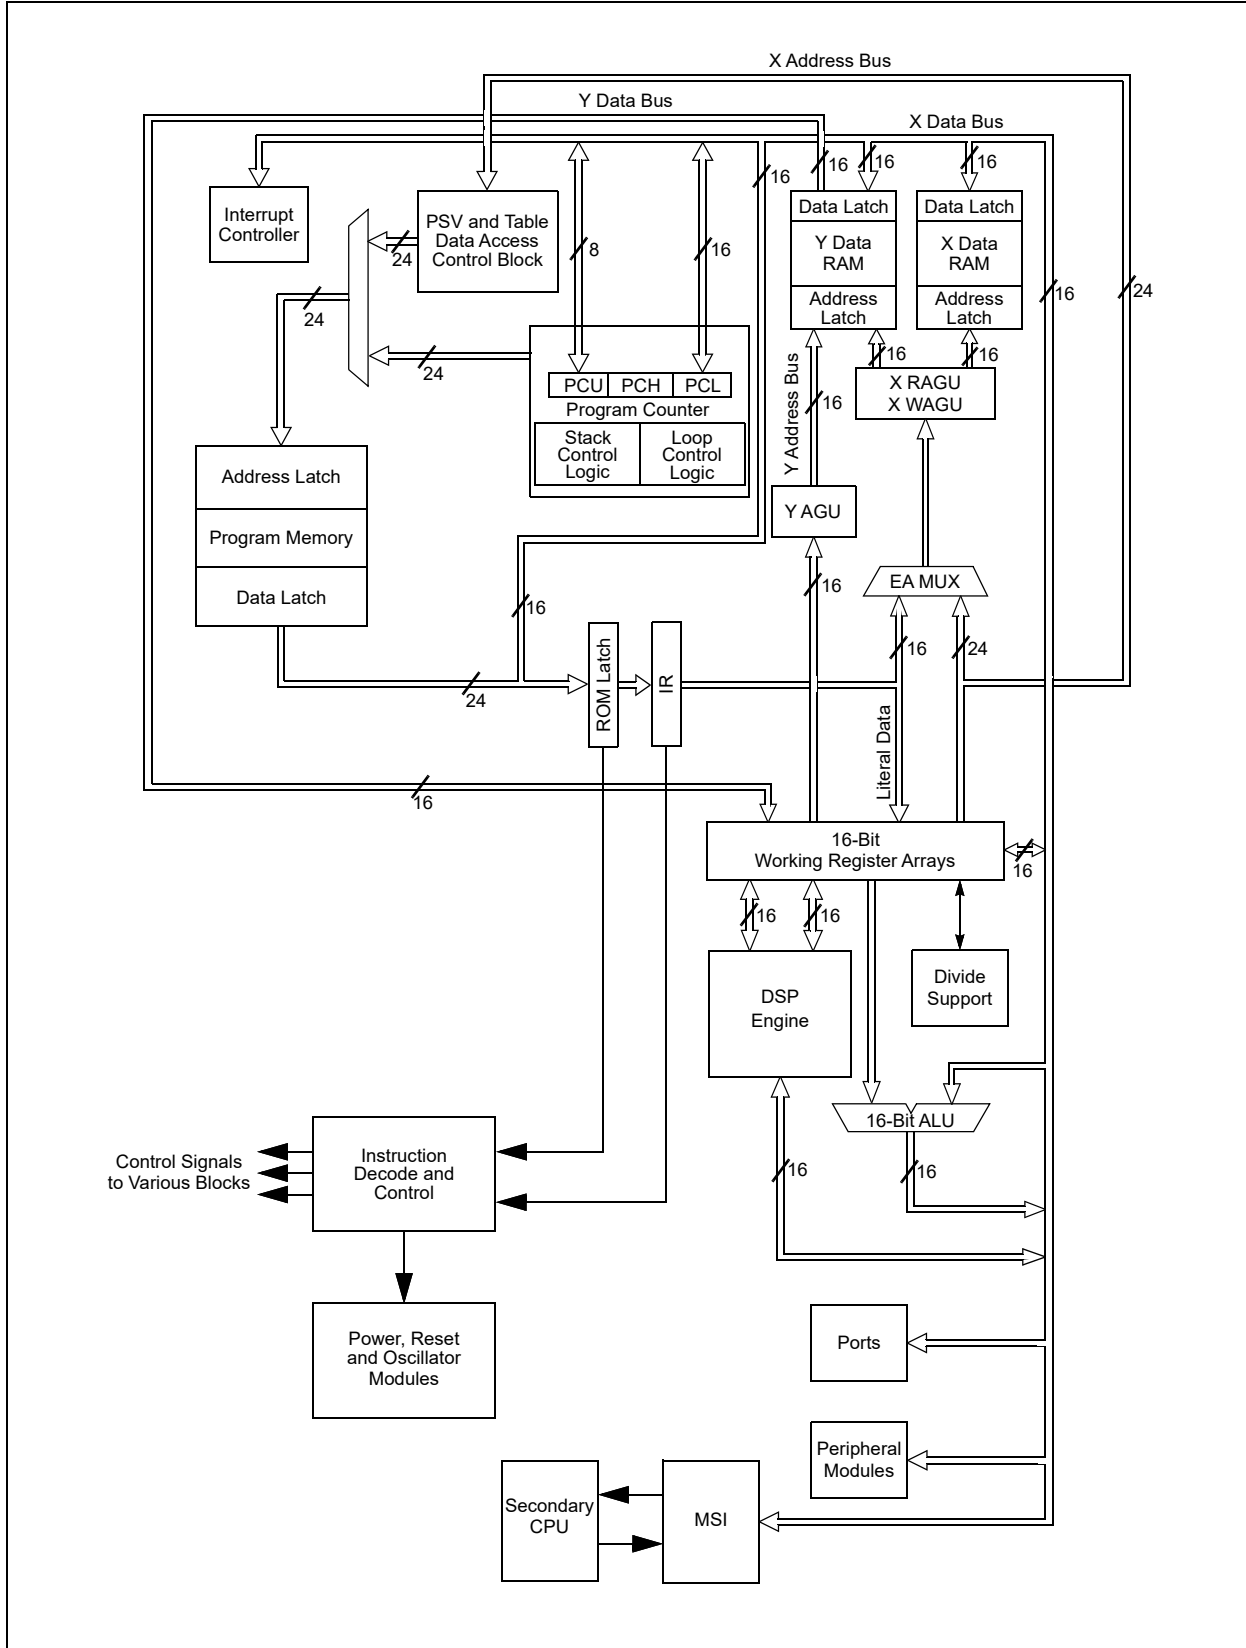 X Address Bus
Y Data Bus
X Data Bus
16
16
16
16
Interrupt
Controller
PSV and Table
Data Access
Control Block
24
8
16
Data Latch
Y Data
RAM
Address
Latch
Data Latch
X Data
RAM
Address
Latch
16
24
24
24
16
16
X RAGU
X WAGU
PCU
PCH
PCL
Program Counter
Stack
Control
Logic
Loop
Control
Logic
Y Address Bus
16
Address Latch
Program Memory
Data Latch
Y AGU
EA MUX
16
16
16
24
24
ROM Latch
IR
Literal Data
16
16-Bit
Working Register Arrays
16
16
16
DSP
Engine
Divide
Support
16-Bit ALU
16
16
Control Signals
to Various Blocks
Instruction
Decode and
Control
Power, Reset
and Oscillator
Modules
Ports
Peripheral
Modules
Secondary
CPU
MSI